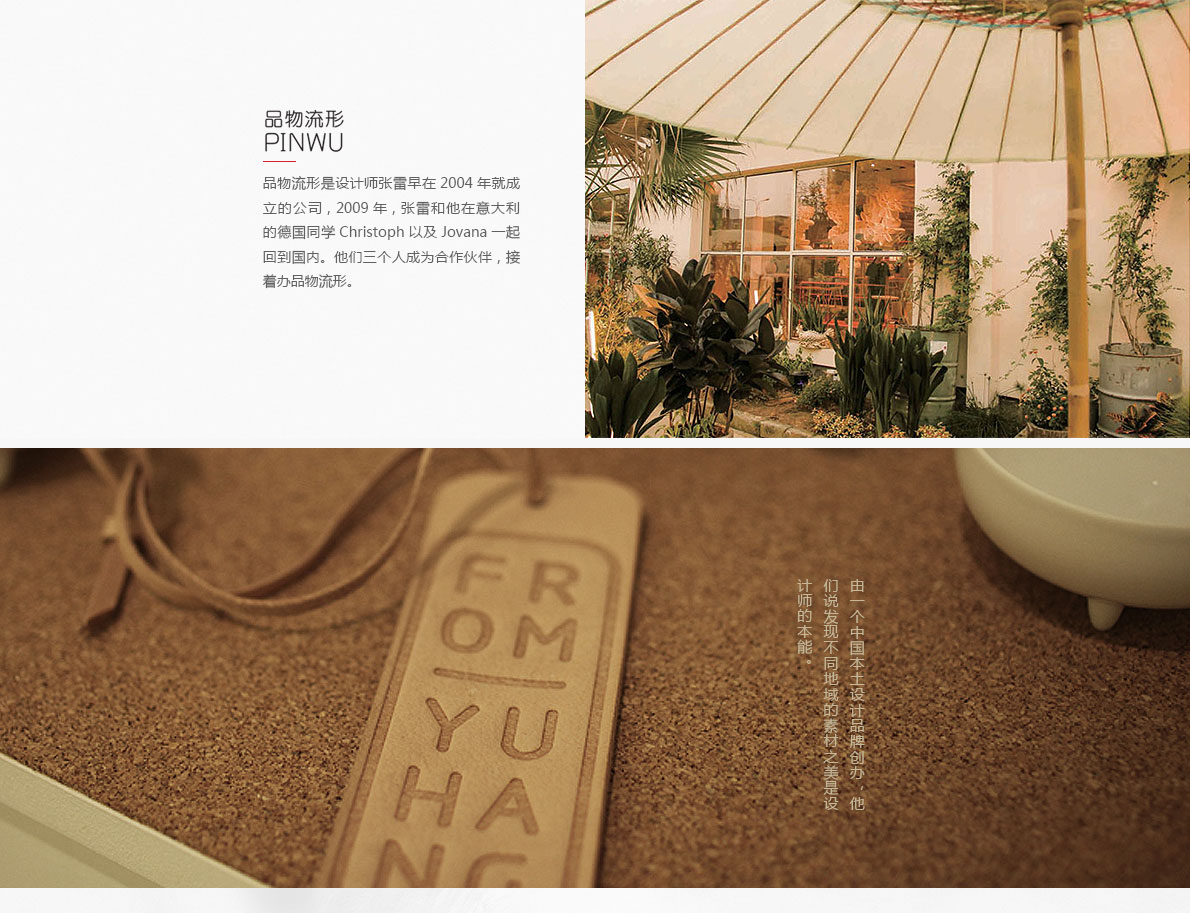 品物流形
PINWU
品物流形是设计师张雷早在 2004 年就成
立的公司，2009 年，张雷和他在意大利
的德国同学 Christoph 以及 Jovana 一起
回到国内。他们三个人成为合作伙伴，接
着办品物流形。
FR
OM
YU
HA
NG
由一个中国本土设计品牌创办，他
们说发现不同地域的素材之美是设
计师的本能。